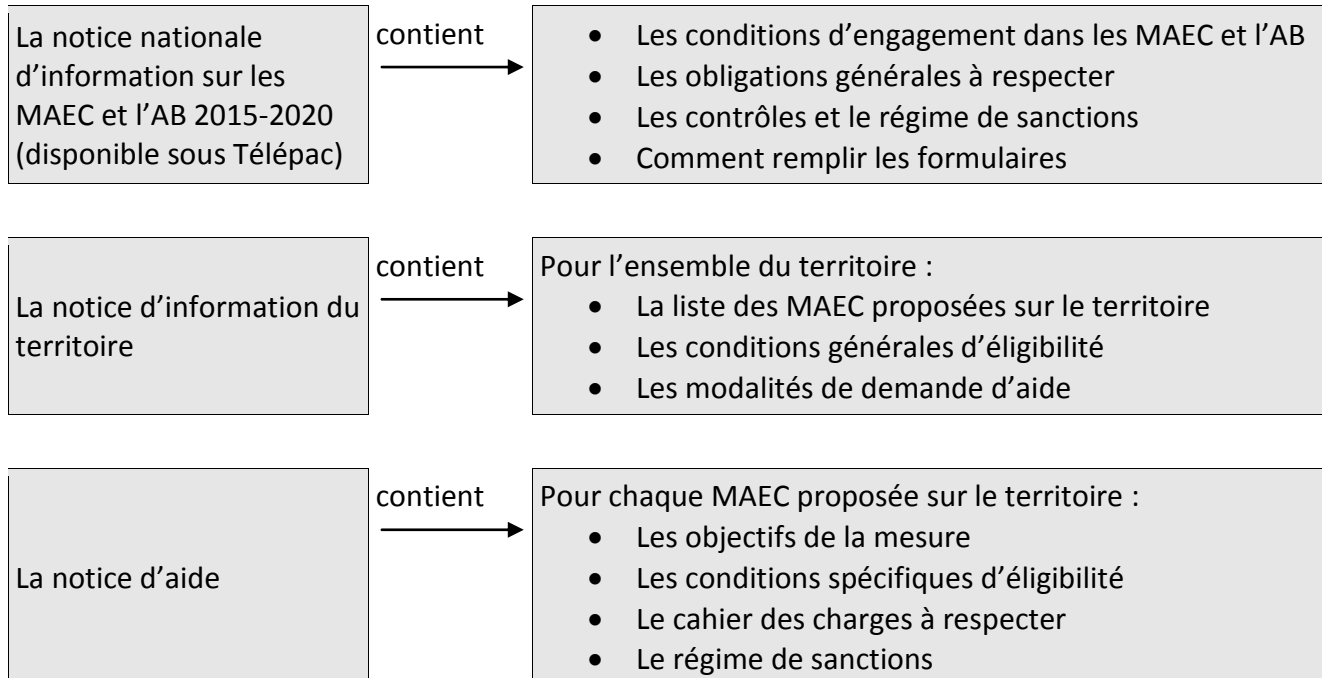 La notice nationale
d’information sur les
MAEC et l’AB 2015-2020
(disponible sous Télépac)
contient
• Les conditions d’engagement dans les MAEC et l’AB
• Les obligations générales à respecter
• Les contrôles et le régime de sanctions
• Comment remplir les formulaires
La notice d’information du
territoire
contient
Pour l’ensemble du territoire :
• La liste des MAEC proposées sur le territoire
• Les conditions générales d’éligibilité
• Les modalités de demande d’aide
La notice d’aide
contient
Pour chaque MAEC proposée sur le territoire :
• Les objectifs de la mesure
• Les conditions spécifiques d’éligibilité
• Le cahier des charges à respecter
• Le régime de sanctions